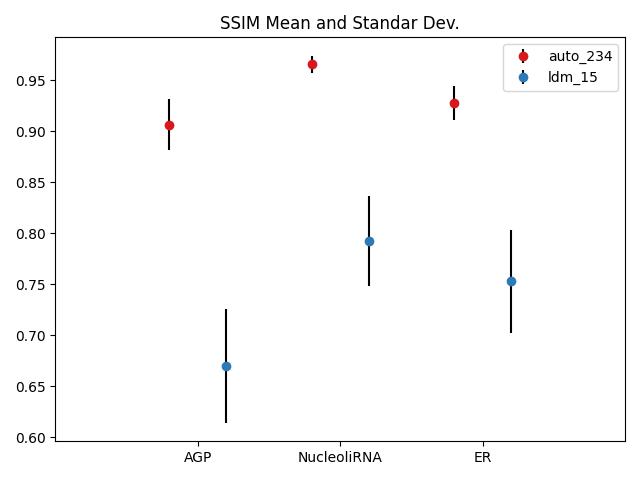 SSIM Mean and Standar Dev.
auto_234
ldm_15
0.95
0.90
0.85
0.80
0.75
0.70
0.65
0.60
AGP
NucleoliRNA
ER